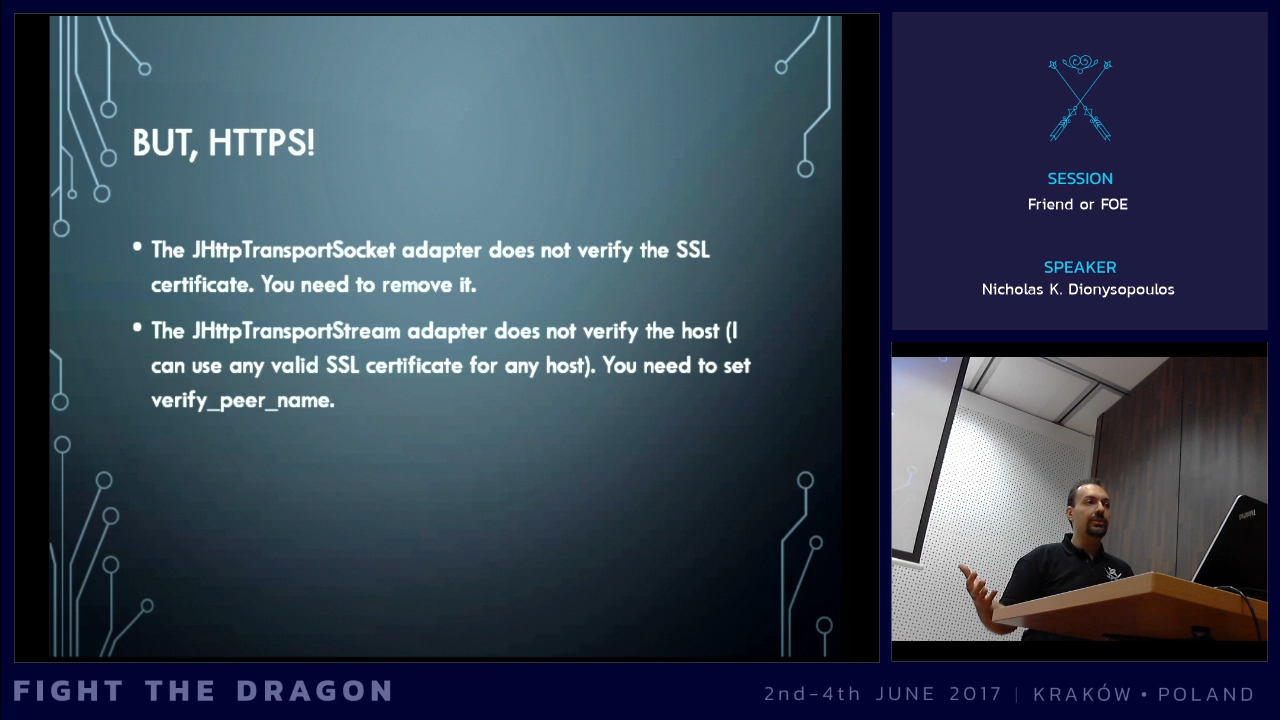 BUT, HTTPS!
• The JHttpTransportSocket adapter does not verify the SSL
certificate. You need to remove it.
• The JHttpTransportStream adapter does not verify the host (I
can use any valid SSL certificate for any host). You need to set
verify_peer_name.
SESSION
Friend or FOE
SPEAKER
Nicholas K. Dionysopoulos
FIGHT THE DRAGON
2nd-4th JUNE 2017 | KRAKÓW • POLAND